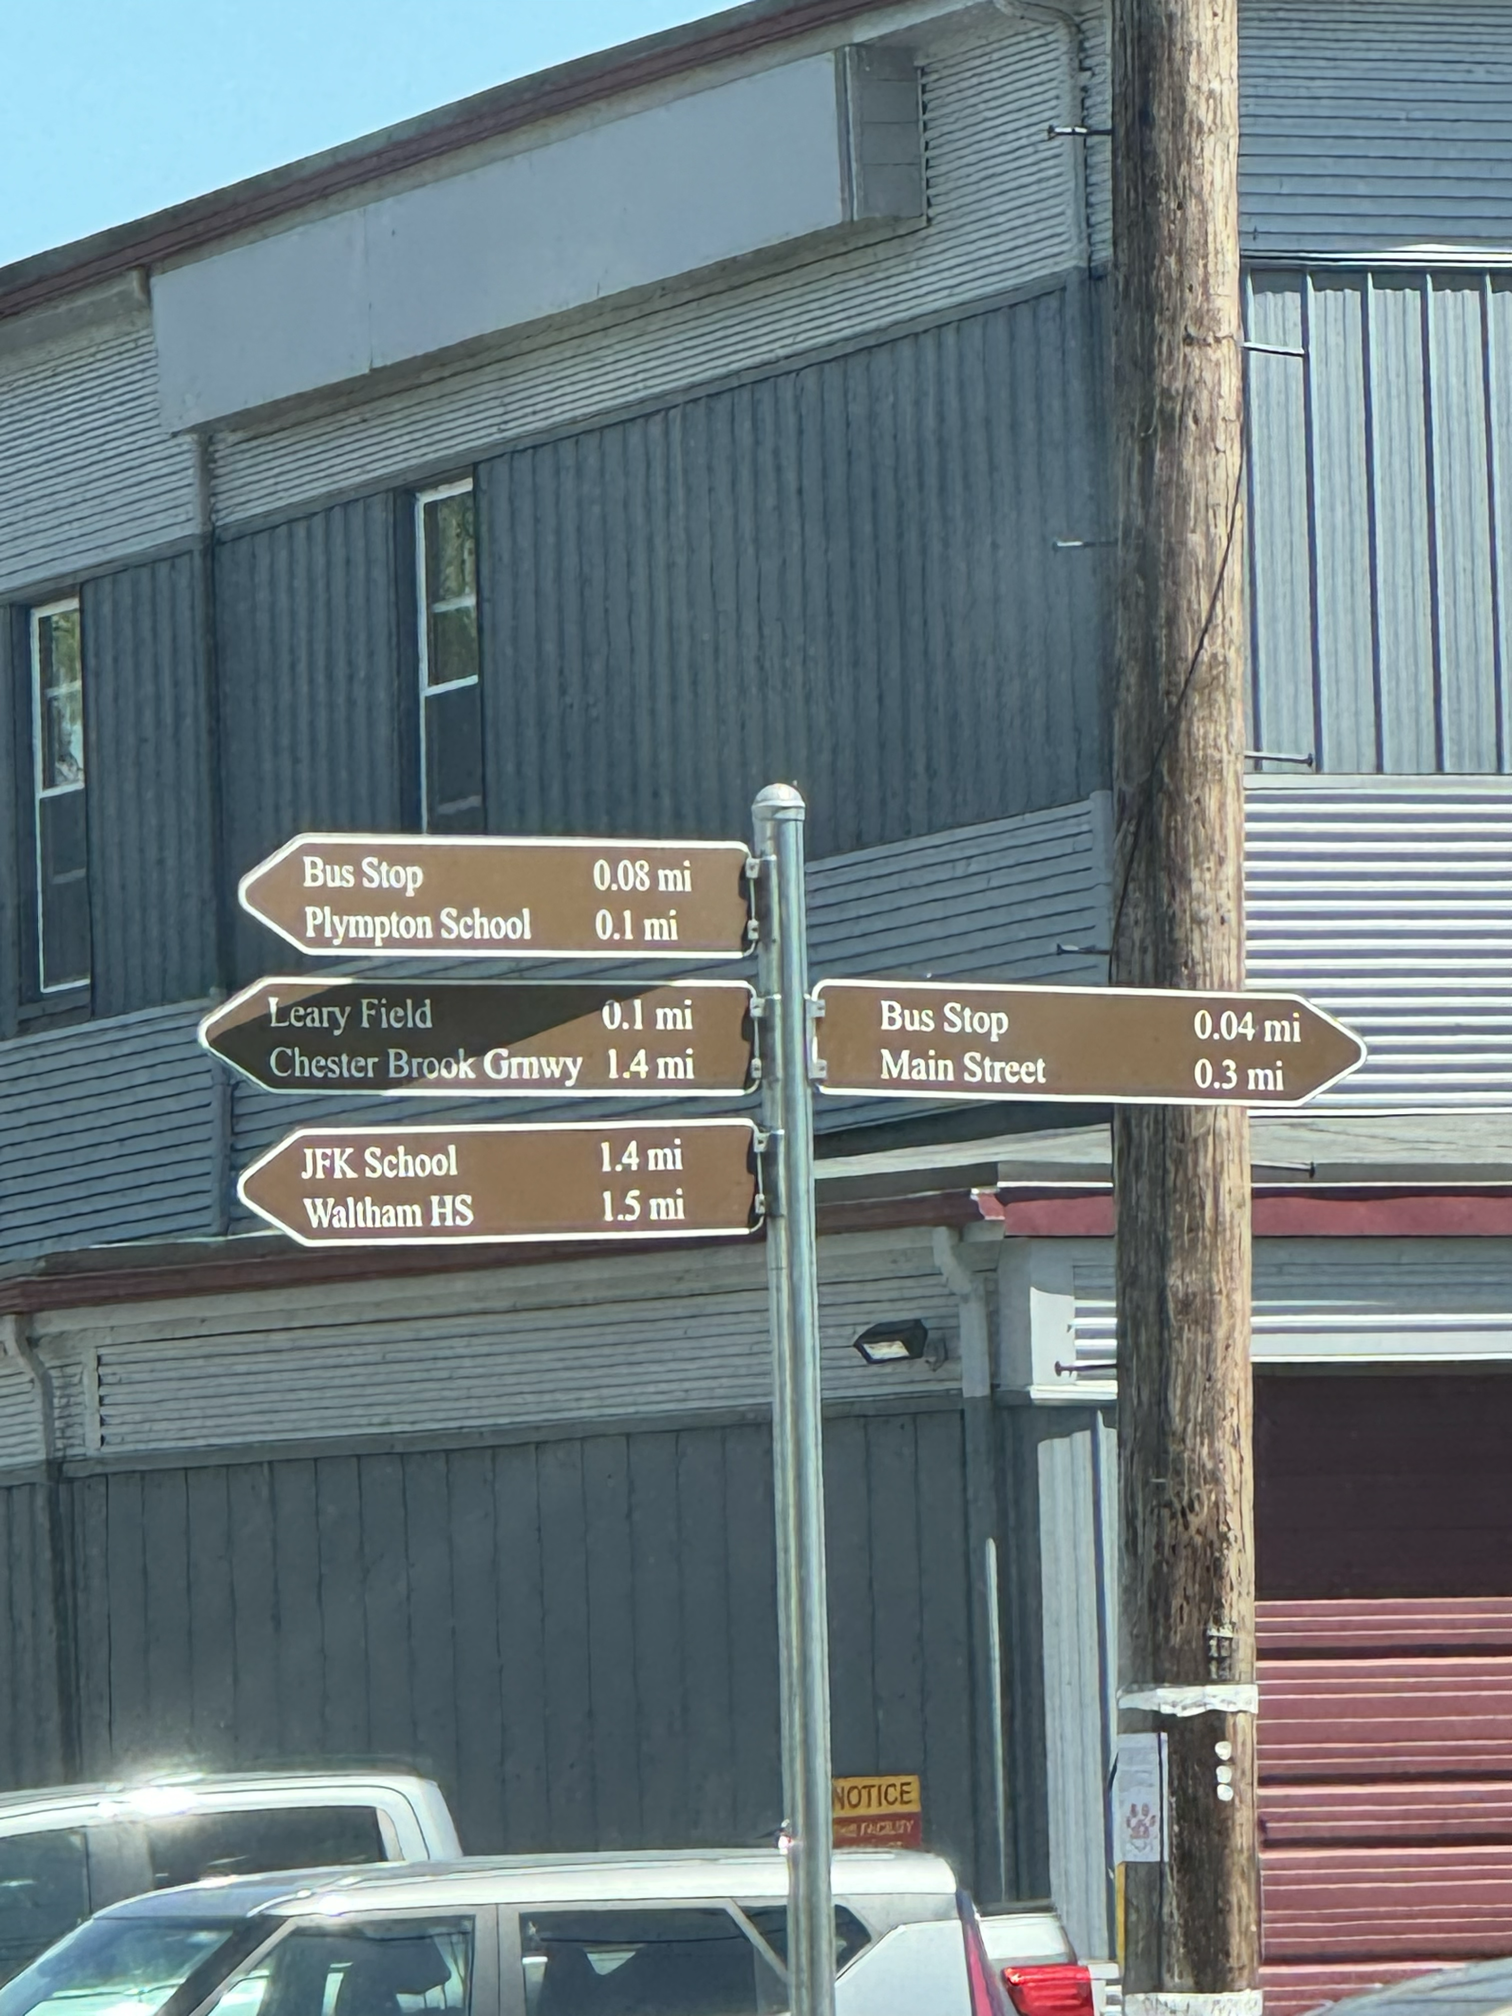 Bus Stop 0.08 mi
Plympton School 0.1 mi
Leary Field 0.1 mi
Chester Brook Grnwy 1.4 mi
Bus Stop 0.04 mi
Main Street 0.3 mi
JFK School 1.4 mi
Waltham HS 1.5 mi
NOTICE
FACILITY